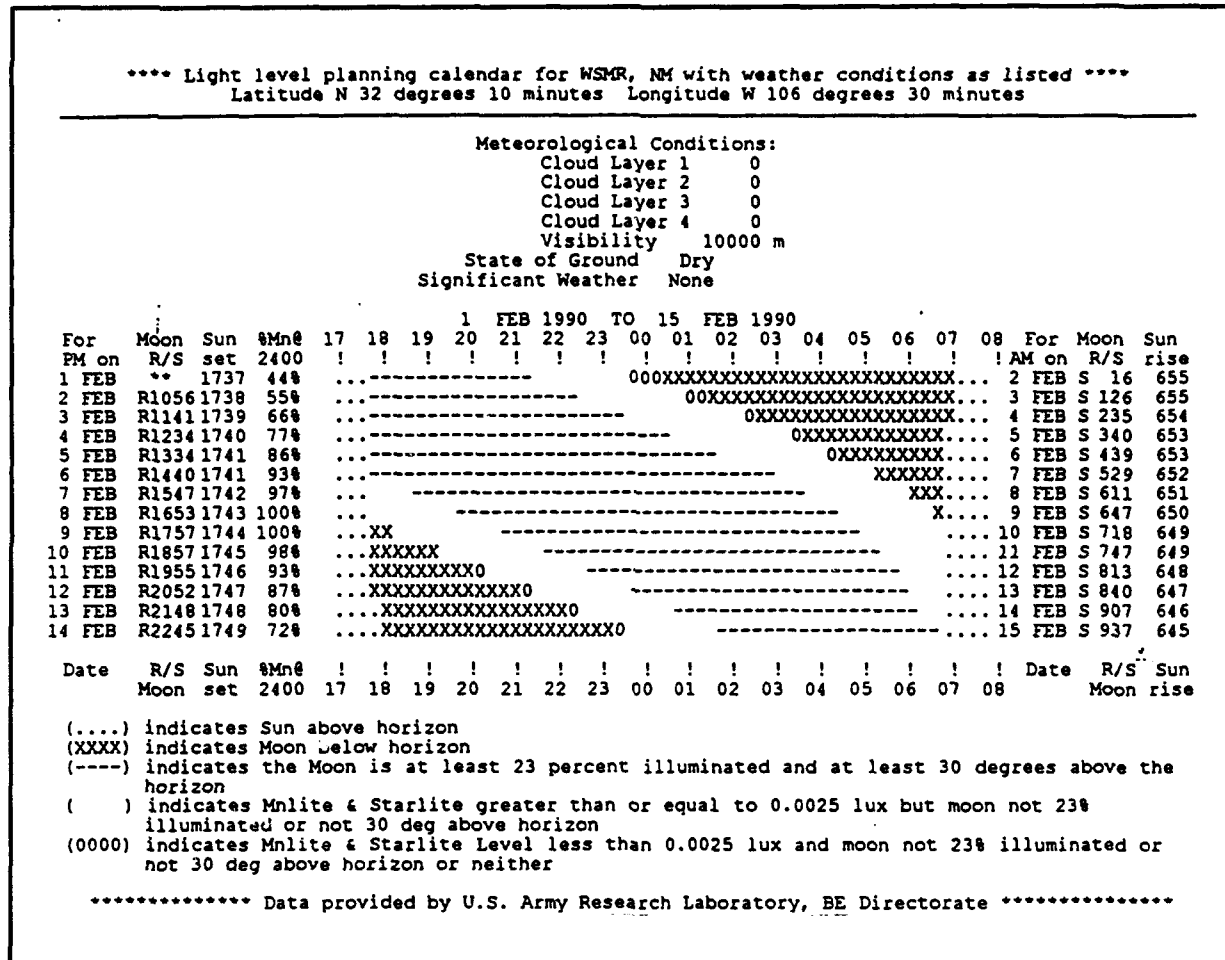 **** Light level planning calendar for WSMR, NM with weather conditions as listed ****
Latitude N 32 degrees 10 minutes Longitude W 106 degrees 30 minutes
Meteorological Conditions:
Cloud Layer 1 0
Cloud Layer 2 0
Cloud Layer 3 0
Cloud Layer 4 0
Visibility 10000 m
State of Ground Dry
Significant Weather None
1 FEB 1990 TO 15 FEB 1990
For Moon Sun %Mn@ 17 18 19 20 21 22 23 00 01 02 03 04 05 06 07 08 For Moon Sun
PM on R/S set 2400 ! ! ! ! ! ! ! ! ! ! ! ! ! ! ! ! AM on R/S rise
1 FEB ** 1737 44% ...---------------------- 000XXXXXXXXXXXXXXXXXXXXXXXXX... 2 FEB S 16 655
2 FEB R1056 1738 55% ...---------------------------- 00XXXXXXXXXXXXXXXXXXXXXXX... 3 FEB S 126 655
3 FEB R1141 1739 66% ...----------------------------------- 0XXXXXXXXXXXXXXXXXXX... 4 FEB S 235 654
4 FEB R1234 1740 77% ...----------------------------------------- 0XXXXXXXXXXXX.... 5 FEB S 340 653
5 FEB R1334 1741 86% ...----------------------------------------------- 0XXXXXXXXXX.... 6 FEB S 439 653
6 FEB R1440 1741 93% ...------------------------------------------------------- XXXXXX.... 7 FEB S 529 652
7 FEB R1547 1742 97% ... ----------------------------------------------------- XXX.... 8 FEB S 611 651
8 FEB R1653 1743 100% ... ---------------------------------------------------- X.... 9 FEB S 647 650
9 FEB R1757 1744 100% ...XX ------------------------------------------------ .... 10 FEB S 718 649
10 FEB R1857 1745 98% ...XXXXXX --------------------------------------------- .... 11 FEB S 747 649
11 FEB R1955 1746 93% ...XXXXXXXXX0 ------------------------------------------ .... 12 FEB S 813 648
12 FEB R2052 1747 87% ...XXXXXXXXXXXXX0 ------------------------------------- .... 13 FEB S 840 647
13 FEB R2148 1748 80% ....XXXXXXXXXXXXXXXX0 --------------------------------- .... 14 FEB S 907 646
14 FEB R2245 1749 72% ....XXXXXXXXXXXXXXXXXXXX0 ------------------------------ .... 15 FEB S 937 645
Date R/S Sun %Mn@ ! ! ! ! ! ! ! ! ! ! ! ! ! ! ! ! Date R/S Sun
Moon set 2400 17 18 19 20 21 22 23 00 01 02 03 04 05 06 07 08 Moon rise
(....) indicates Sun above horizon
(XXXX) indicates Moon below horizon
(----) indicates the Moon is at least 23 percent illuminated and at least 30 degrees above the
horizon
( ) indicates Mnlite & Starlite greater than or equal to 0.0025 lux but moon not 23%
illuminated or not 30 deg above horizon
(0000) indicates Mnlite & Starlite Level less than 0.0025 lux and moon not 23% illuminated or
not 30 deg above horizon or neither
************** Data provided by U.S. Army Research Laboratory, BE Directorate ***************